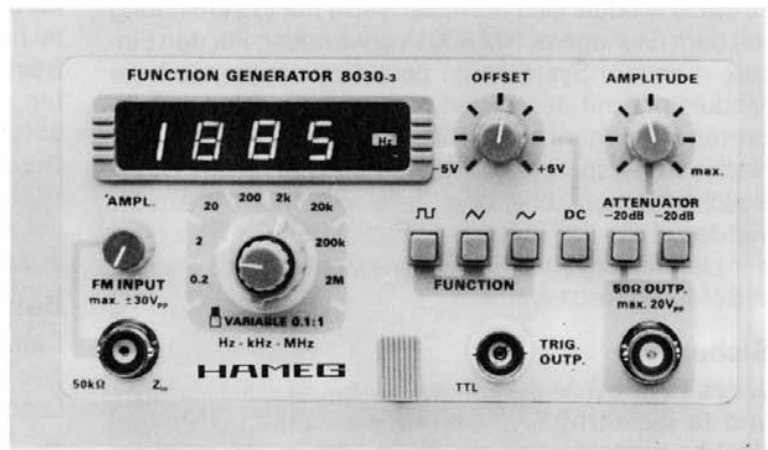 FUNCTION GENERATOR 8030-3
OFFSET
AMPLITUDE
1885 Hz
-5V
+5V
max.
AMPL.
0.2
2
20
200
2k
20k
200k
2M
ATTENUATOR
-20dB -20dB
DC
FUNCTION
FM INPUT
max. ±30Vpp
VARIABLE 0.1:1
Hz - kHz - MHz
HAMEG
50Ω OUTP.
max. 20Vpp
TRIG.
OUTP.
TTL
50kΩ
Zin